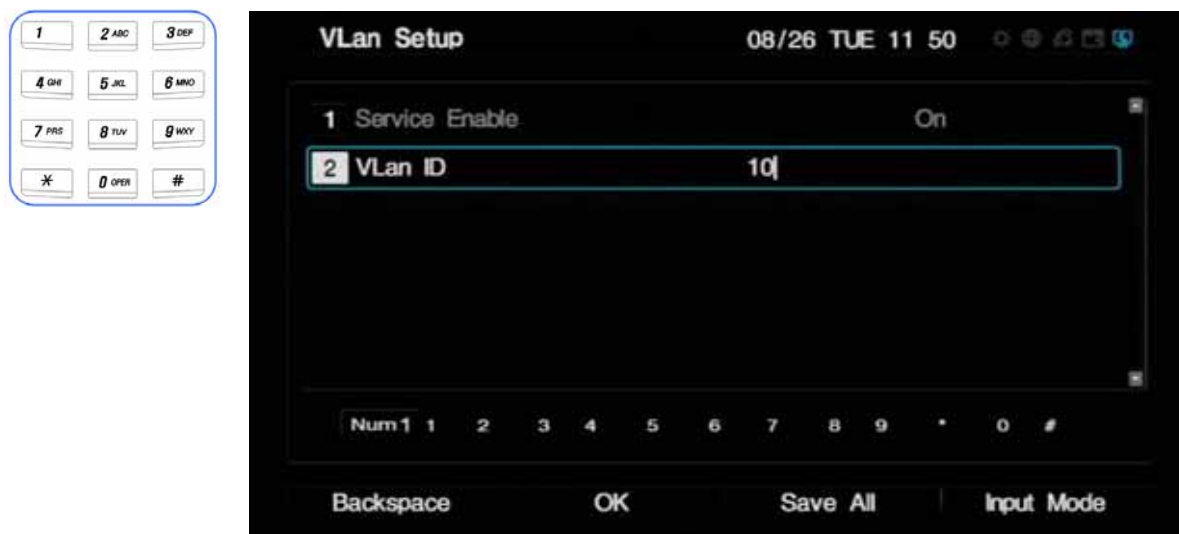 1 2 ABC 3 DEF
4 GHI 5 JKL 6 MNO
7 PRS 8 TUV 9 WXY
* 0 OPER #
VLan Setup 08/26 TUE 11 50
1 Service Enable On
2 VLan ID 10
Num1 1 2 3 4 5 6 7 8 9 * 0 #
Backspace OK Save All Input Mode